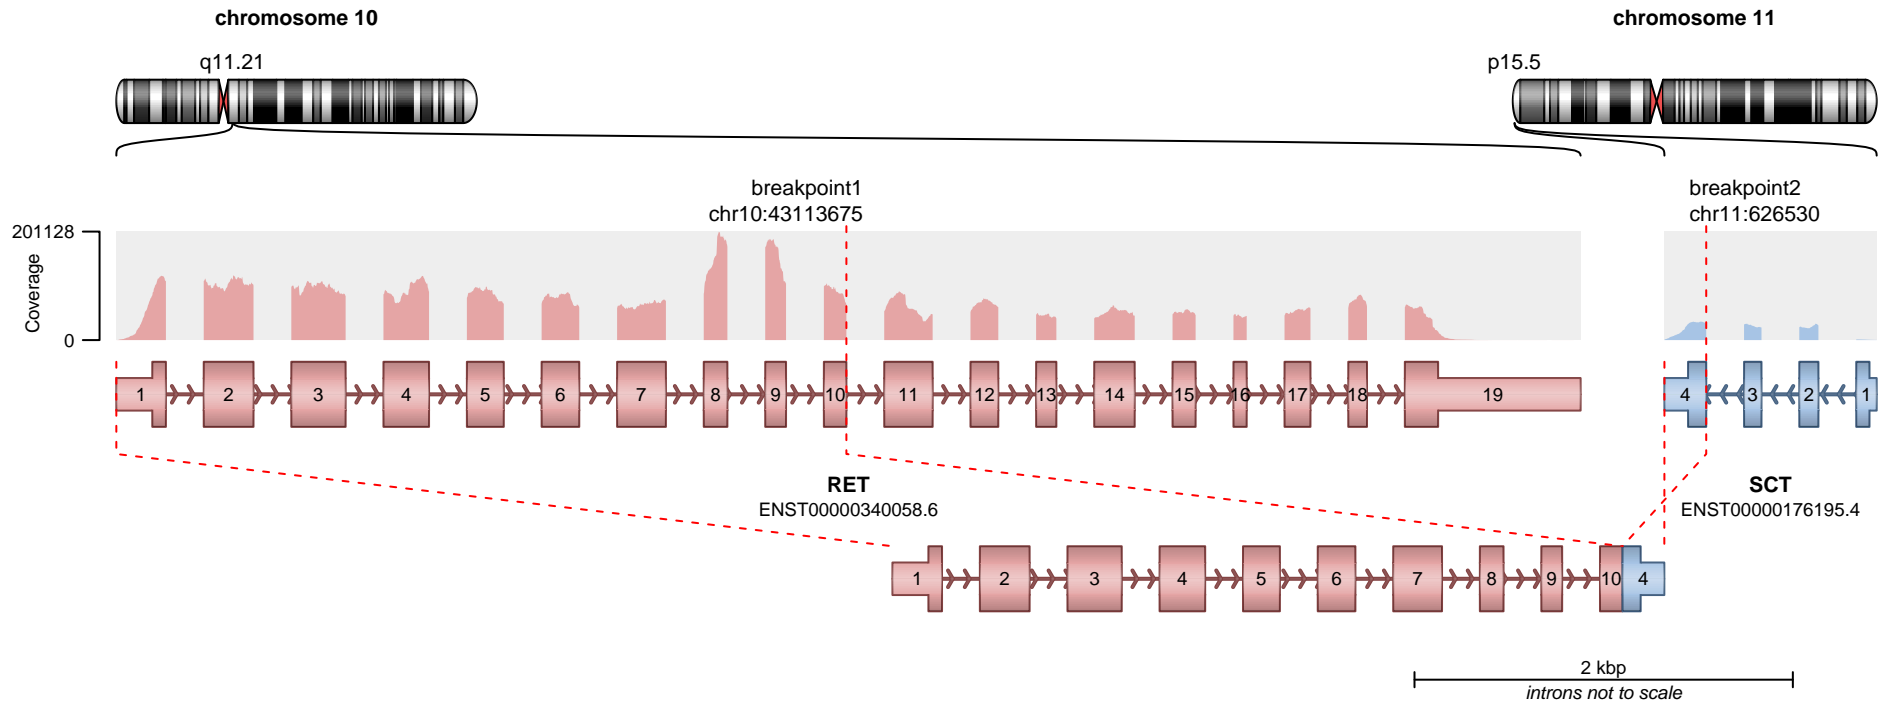 chromosome 10
chromosome 11
q11.21
p15.5
breakpoint1
chr10:43113675
breakpoint2
chr11:626530
201128
Coverage
0
1 2 3 4 5 6 7 8 9 10 11 12 13 14 15 16 17 18 19
4 3 2 1
RET
ENST00000340058.6
SCT
ENST00000176195.4
1 2 3 4 5 6 7 8 9 10 4
2 kbp
introns not to scale